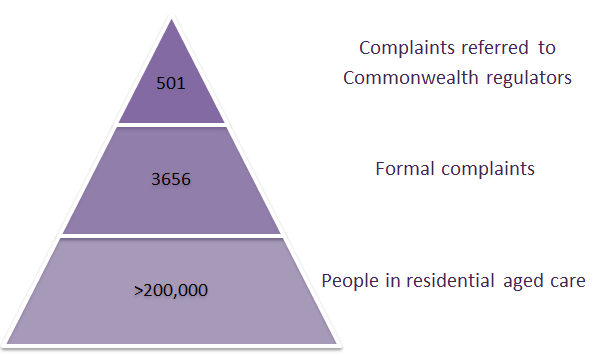 501
Complaints referred to
Commonwealth regulators
3656
Formal complaints
>200,000
People in residential aged care